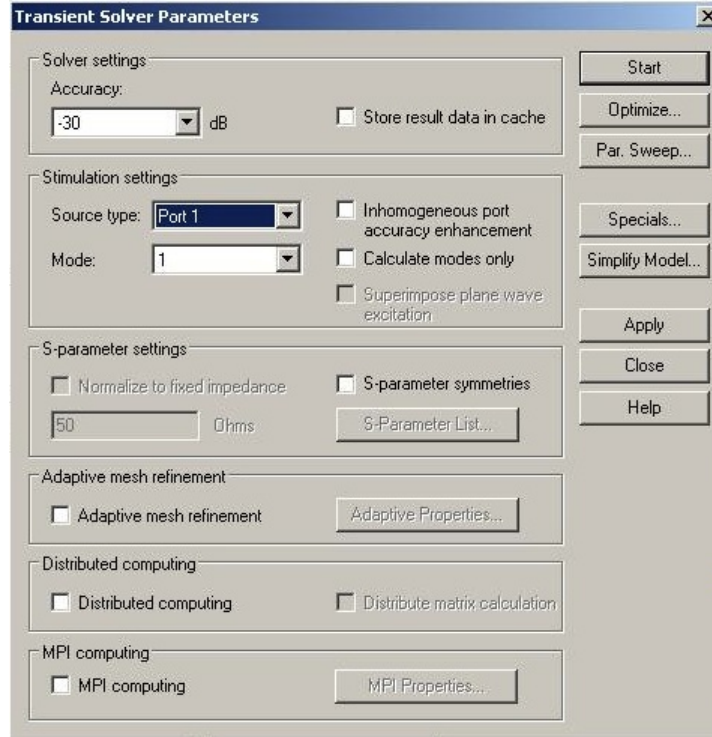 Transient Solver Parameters
Solver settings
Accuracy:
-30 dB
Store result data in cache
Stimulation settings
Source type: Port 1
Inhomogeneous port
accuracy enhancement
Mode: 1
Calculate modes only
Superimpose plane wave
excitation
S-parameter settings
Normalize to fixed impedance
S-parameter symmetries
50 Ohms
S-Parameter List...
Adaptive mesh refinement
Adaptive mesh refinement
Adaptive Properties...
Distributed computing
Distributed computing
Distribute matrix calculation
MPI computing
MPI computing
MPI Properties...
Start
Optimize...
Par. Sweep...
Specials...
Simplify Model...
Apply
Close
Help